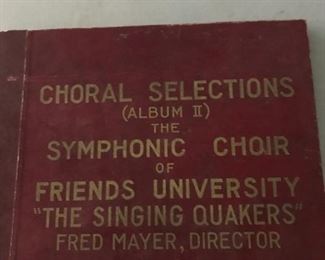 CHORAL SELECTIONS
(ALBUM II)
THE
SYMPHONIC CHOIR
OF
FRIENDS UNIVERSITY
"THE SINGING QUAKERS"
FRED MAYER, DIRECTOR